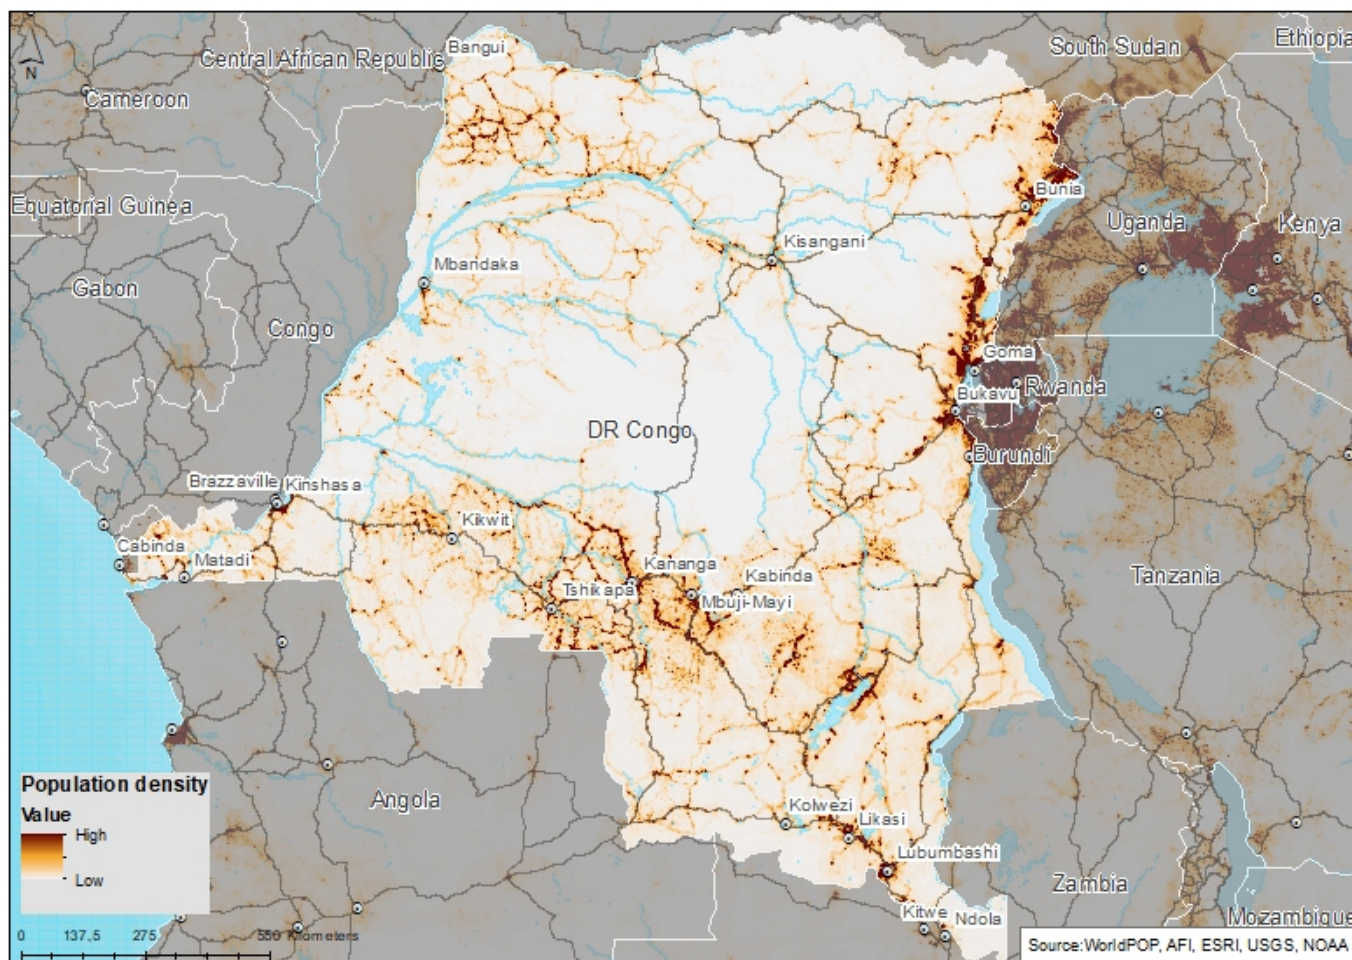 South Sudan
Ethiopia
Bangui
Central African Republic
N
Cameroon
Bunia
Equatorial Guinea
Uganda
Kenya
Kisangani
Mbandaka
Gabon
Congo
Goma
Rwanda
Bukavu
DR Congo
Burundi
Brazzaville
Kinshasa
Kikwit
Cabinda
Matadi
Kananga
Kabinda
Tanzania
Tshikapa
Mbuji-Mayi
Population density
Value
High
Low
Angola
Kolwezi
Likasi
Lubumbashi
Zambia
Kitwe
Ndola
Mozambique
0 137,5 275 550 Kilometers
Source:WorldPOP, AFI, ESRI, USGS, NOAA